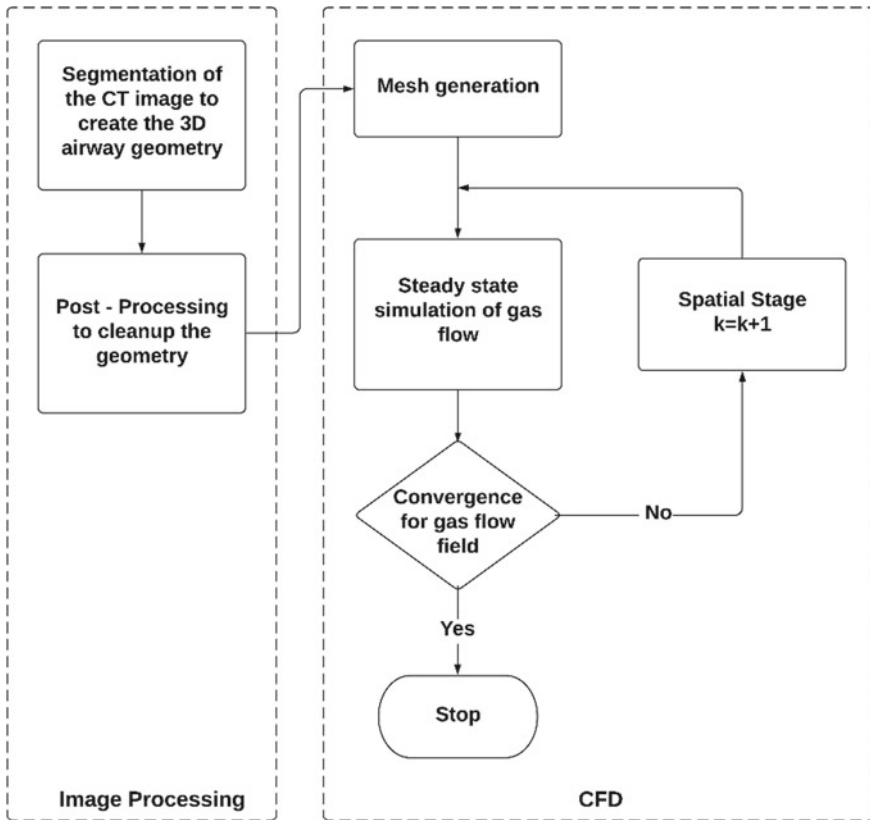 Segmentation of
the CT image to
create the 3D
airway geometry
Post - Processing
to cleanup the
geometry
Image Processing
Mesh generation
Steady state
simulation of gas
flow
Spatial Stage
k=k+1
Convergence
for gas flow
field
No
Yes
Stop
CFD